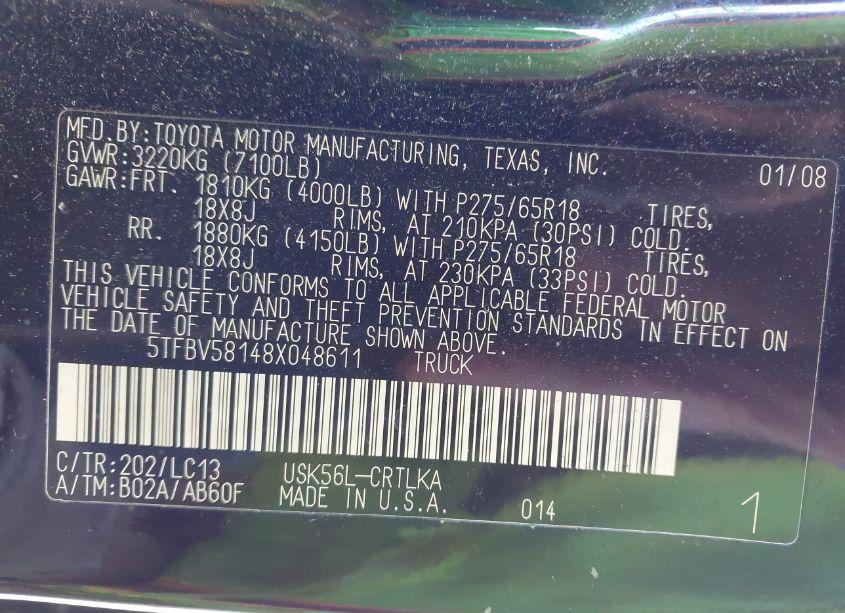 MFD. BY: TOYOTA MOTOR MANUFACTURING, TEXAS, INC. 01/08
GVWR: 3220KG (7100LB)
GAWR: FRT. 1810KG (4000LB) WITH P275/65R18 TIRES,
18X8J RIMS, AT 210KPA (30PSI) COLD.
RR. 1880KG (4150LB) WITH P275/65R18 TIRES,
18X8J RIMS, AT 230KPA (33PSI) COLD.
THIS VEHICLE CONFORMS TO ALL APPLICABLE FEDERAL MOTOR
VEHICLE SAFETY AND THEFT PREVENTION STANDARDS IN EFFECT ON
THE DATE OF MANUFACTURE SHOWN ABOVE.
5TFBV58148X048611 TRUCK
C/TR: 202/LC13 USK56L-CRTLKA
A/TM: B02A/AB60F MADE IN U.S.A. 014 1